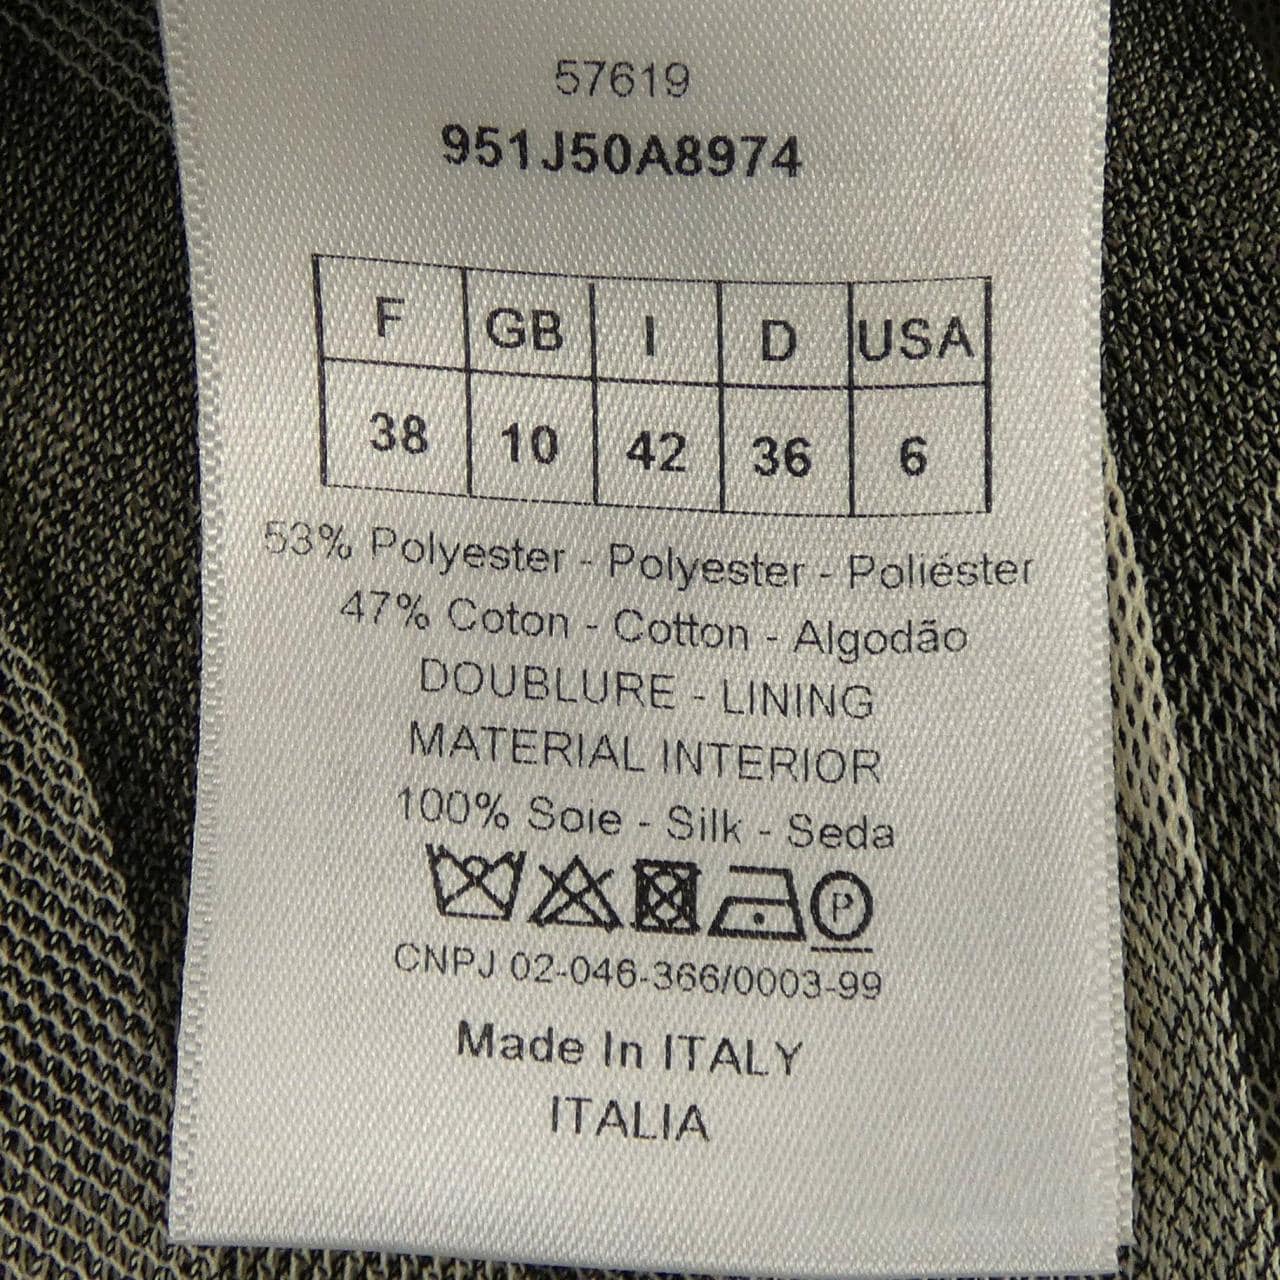 57619
951J50A8974
F GB I D USA
38 10 42 36 6
53% Polyester - Polyester - Poliéster
47% Coton - Cotton - Algodão
DOUBLURE - LINING
MATERIAL INTERIOR
100% Soie - Silk - Seda
P
CNPJ 02-046-366/0003-99
Made In ITALY
ITALIA